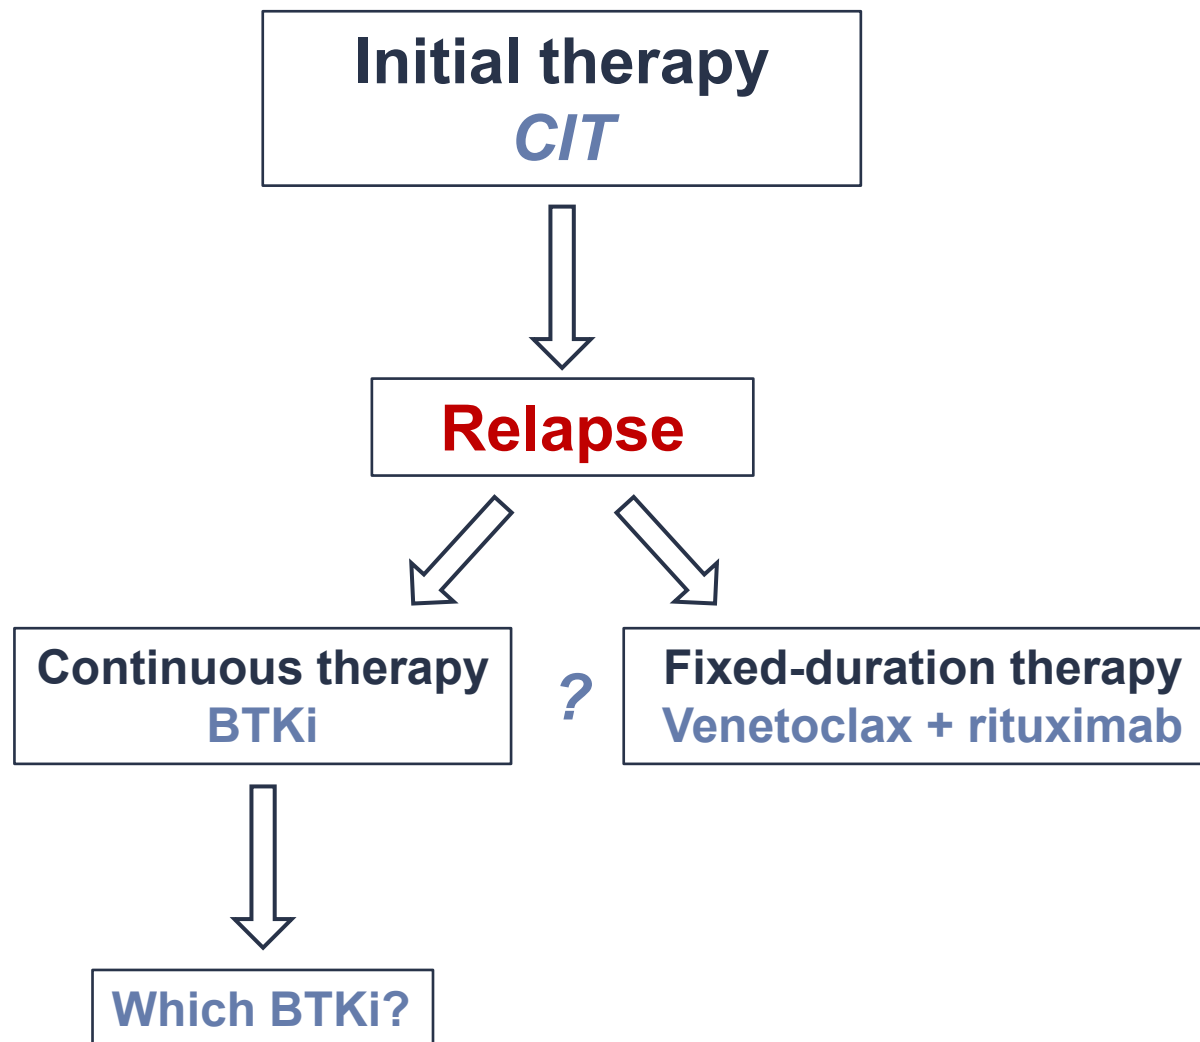 Initial therapy
CIT
Relapse
Continuous therapy
BTKi
?
Fixed-duration therapy
Venetoclax + rituximab
Which BTKi?